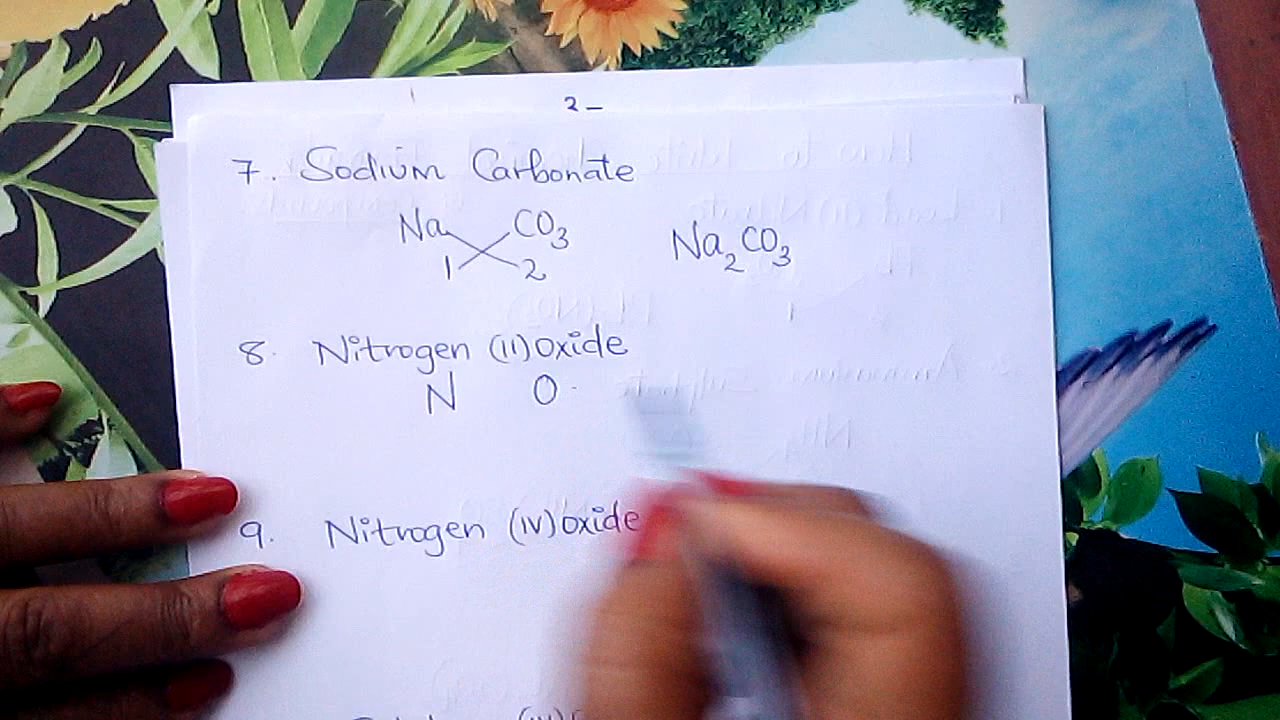 2-
7. Sodium Carbonate
Na CO3 Na2CO3
1 2
8. Nitrogen (II) Oxide
N O
9. Nitrogen (IV) Oxide